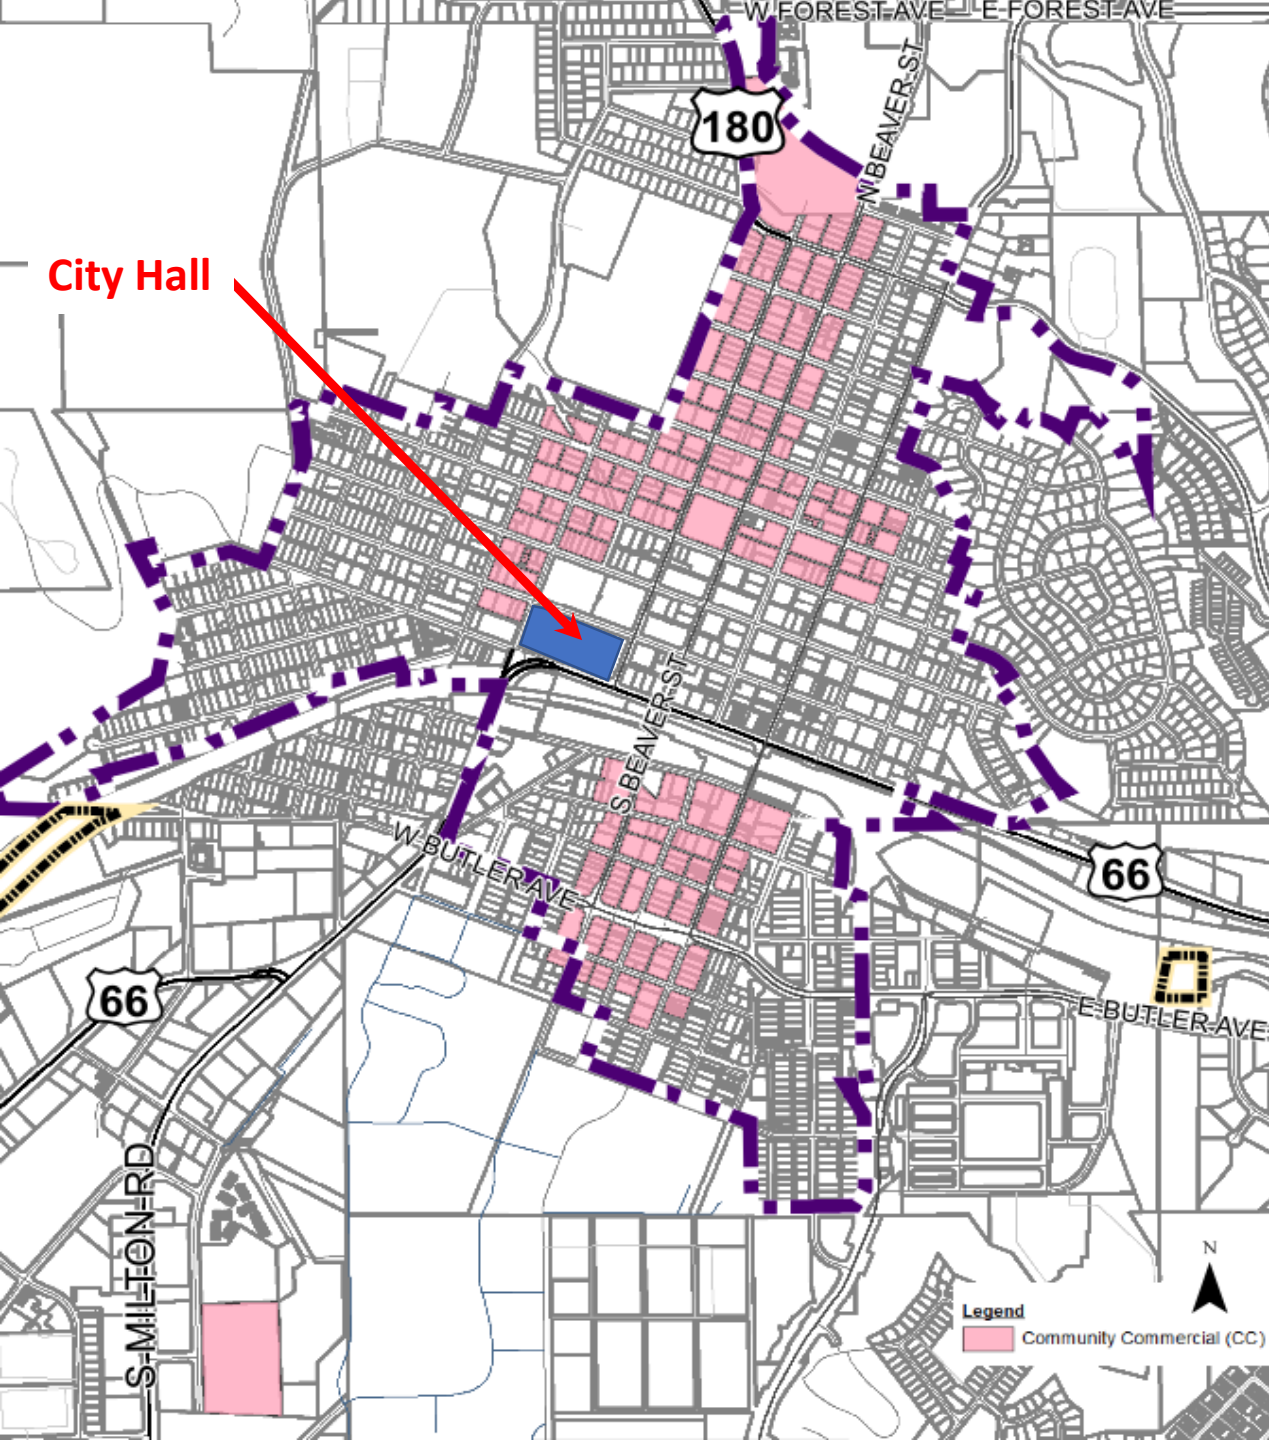 W FOREST AVE
E FOREST AVE
180
N BEAVER ST
City Hall
S BEAVER ST
W BUTLER AVE
66
66
E BUTLER AVE
S MILTON RD
N
Legend
Community Commercial (CC)